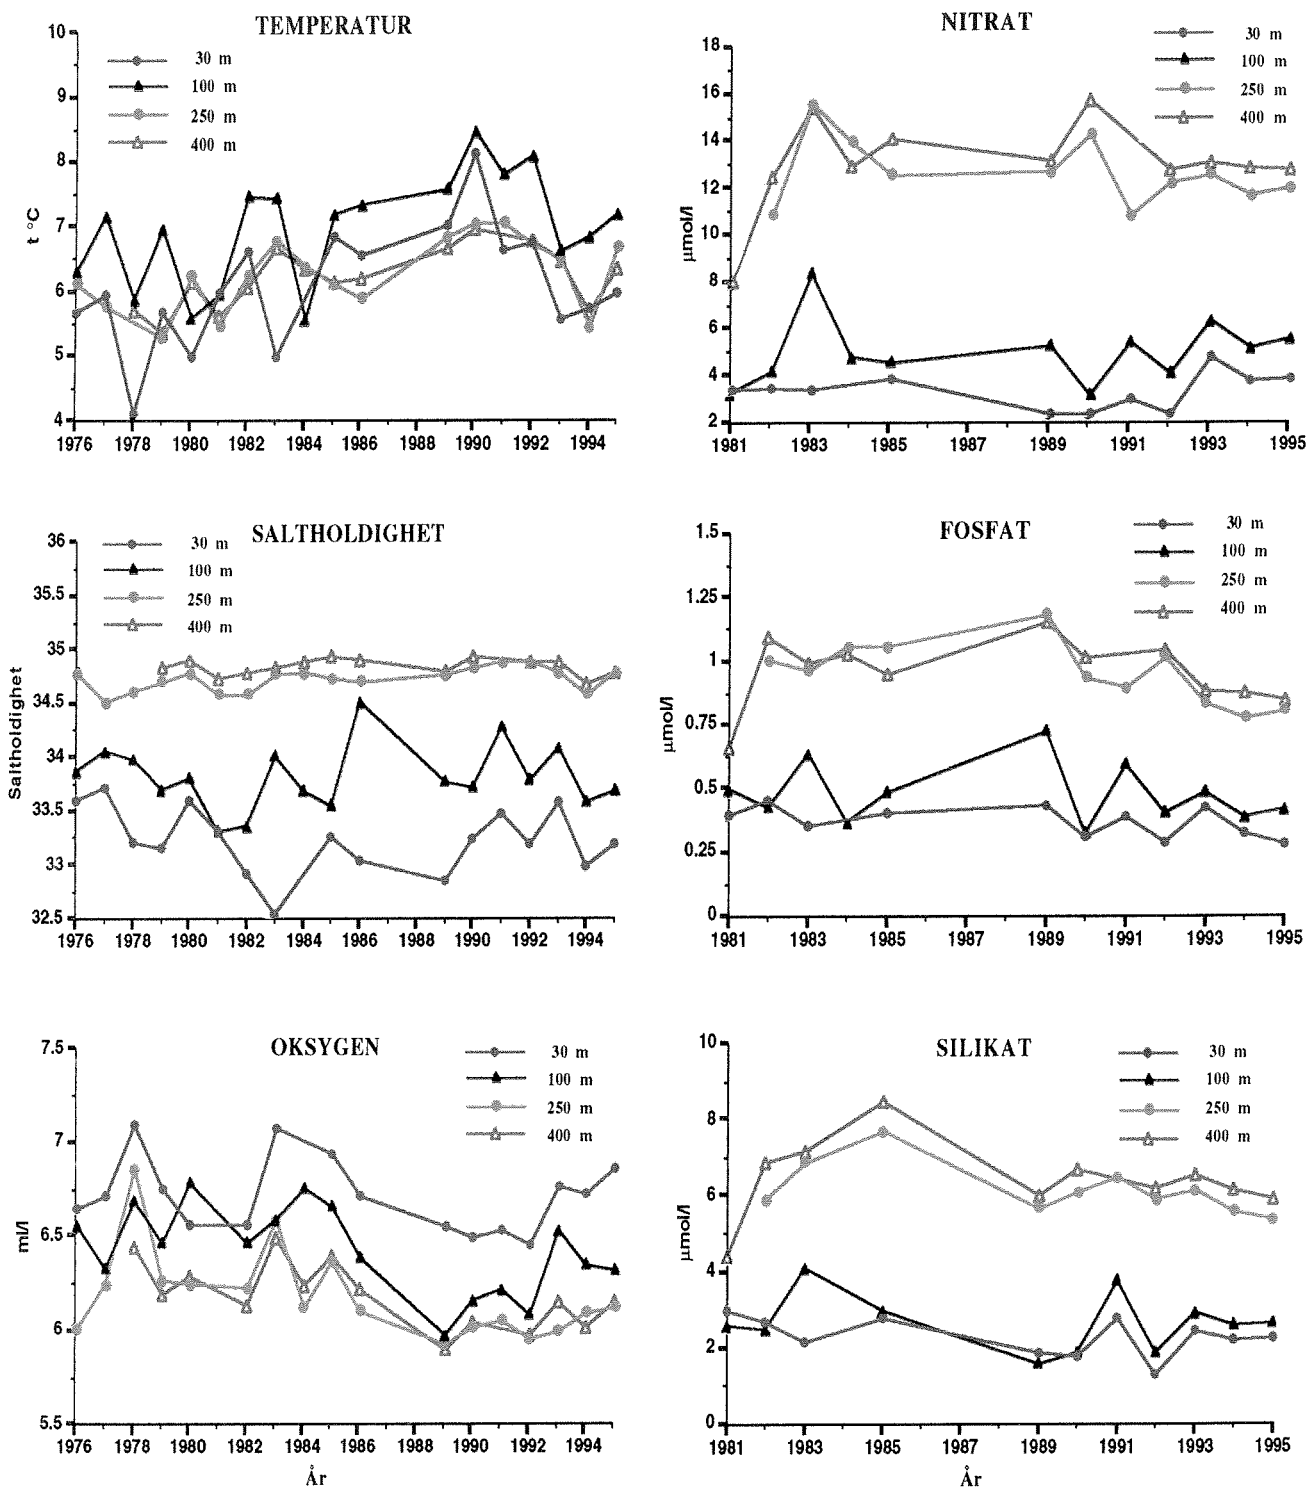 TEMPERATUR
30 m
100 m
250 m
400 m
t °C
10
9
8
7
6
5
4
1976 1978 1980 1982 1984 1986 1988 1990 1992 1994
NITRAT
30 m
100 m
250 m
400 m
µmol/l
18
16
14
12
10
8
6
4
2
1981 1983 1985 1987 1989 1991 1993 1995
SALTHOLDIGHET
30 m
100 m
250 m
400 m
Saltholdighet
36
35.5
35
34.5
34
33.5
33
32.5
1976 1978 1980 1982 1984 1986 1988 1990 1992 1994
FOSFAT
30 m
100 m
250 m
400 m
µmol/l
1.5
1.25
1
0.75
0.5
0.25
0
1981 1983 1985 1987 1989 1991 1993 1995
OKSYGEN
30 m
100 m
250 m
400 m
ml/l
7.5
7
6.5
6
5.5
1976 1978 1980 1982 1984 1986 1988 1990 1992 1994
År
SILIKAT
30 m
100 m
250 m
400 m
µmol/l
10
8
6
4
2
0
1981 1983 1985 1987 1989 1991 1993 1995
År